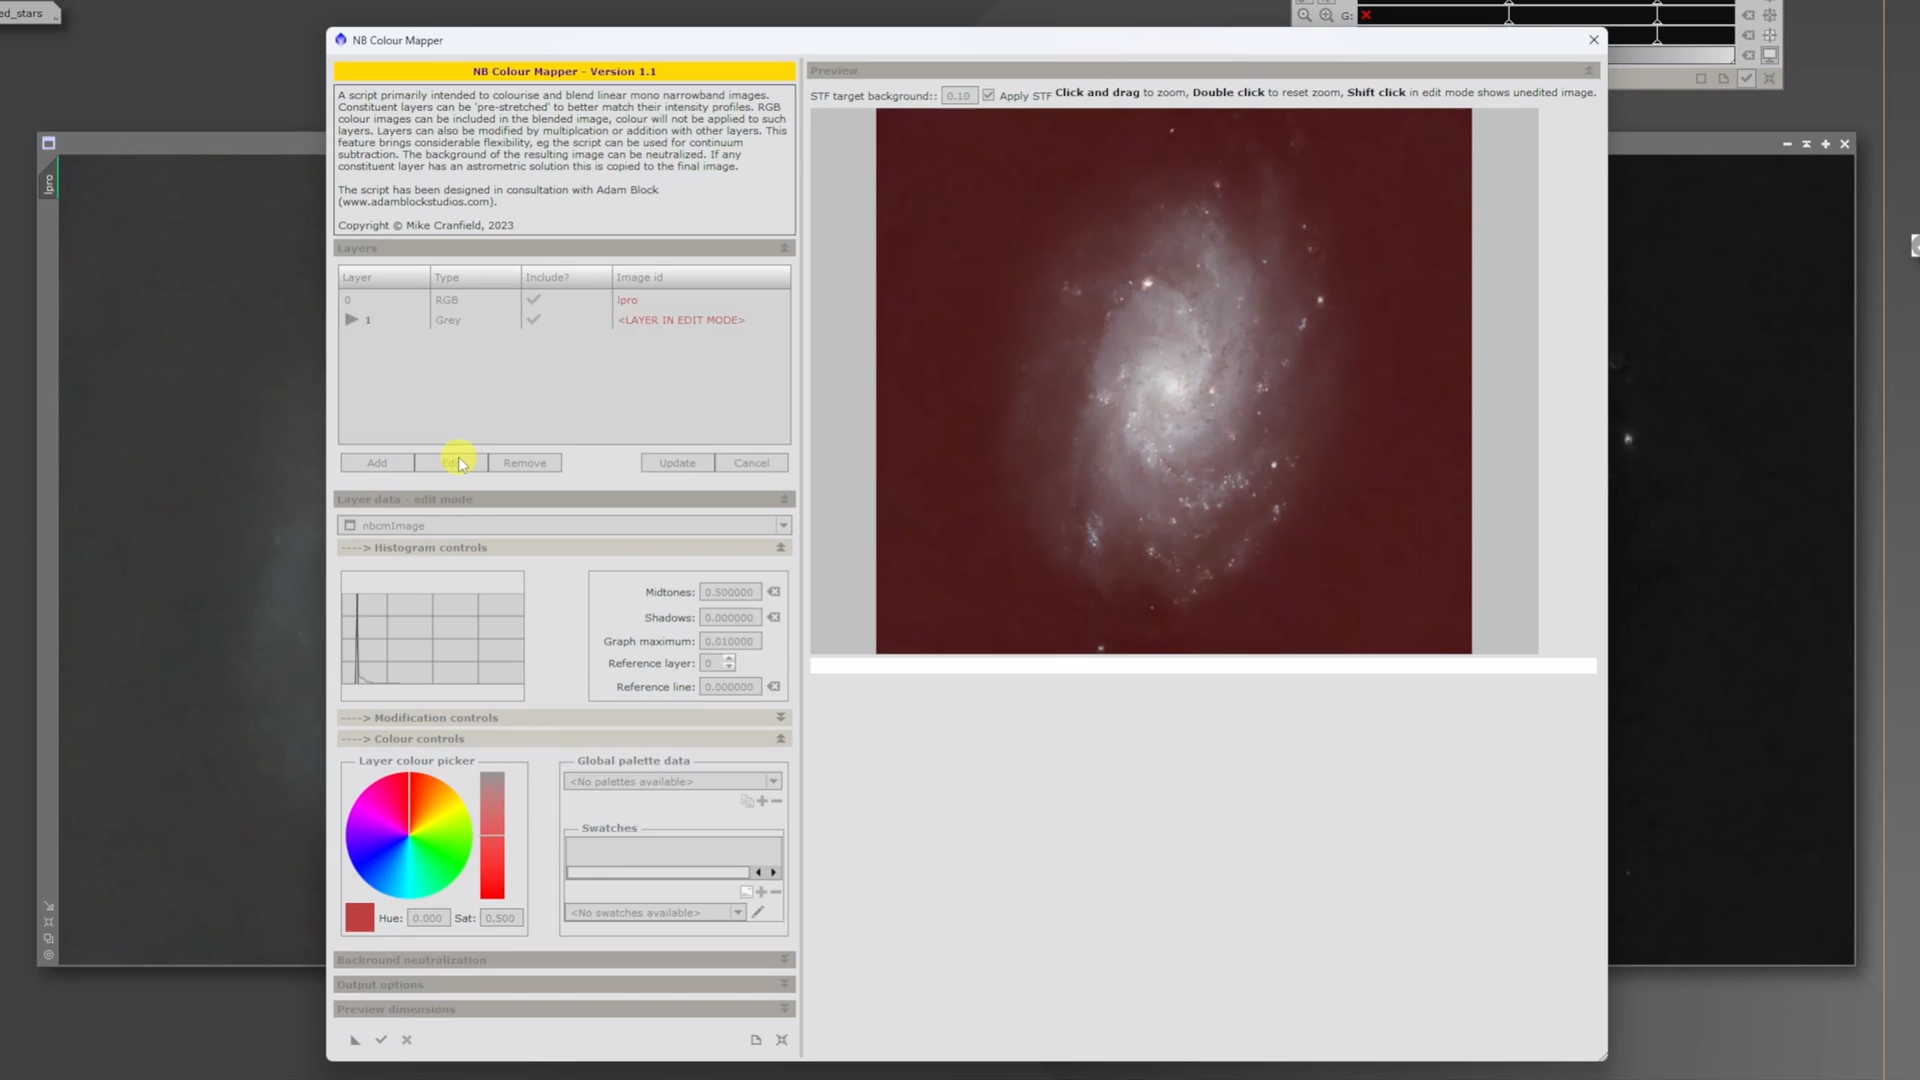 ed_stars
G:
NB Colour Mapper
NB Colour Mapper - Version 1.1
A script primarily intended to colourise and blend linear mono narrowband images.
Constituent layers can be 'pre-stretched' to better match their intensity profiles. RGB
colour images can be included in the blended image, colour will not be applied to such
layers. Layers can also be modified by multiplcation or addition with other layers. This
feature brings considerable flexibility, eg the script can be used for continuum
subtraction. The background of the resulting image can be neutralized. If any
constituent layer has an astrometric solution this is copied to the final image.
The script has been designed in consultation with Adam Block
(www.adamblockstudios.com).
Copyright © Mike Cranfield, 2023
Layers
Layer Type Include? Image id
0 RGB lpro
1 Grey <LAYER IN EDIT MODE>
Add Remove Update Cancel
Layer data - edit mode
nbcmImage
----> Histogram controls
Midtones: 0.500000
Shadows: 0.000000
Graph maximum: 0.010000
Reference layer: 0
Reference line: 0.000000
----> Modification controls
----> Colour controls
Layer colour picker
Hue: 0.000 Sat: 0.500
Global palette data
<No palettes available>
Swatches
<No swatches available>
Backround neutralization
Output options
Preview dimensions
Preview
STF target background:: 0.10 Apply STF Click and drag to zoom, Double click to reset zoom, Shift click in edit mode shows unedited image.
lpro